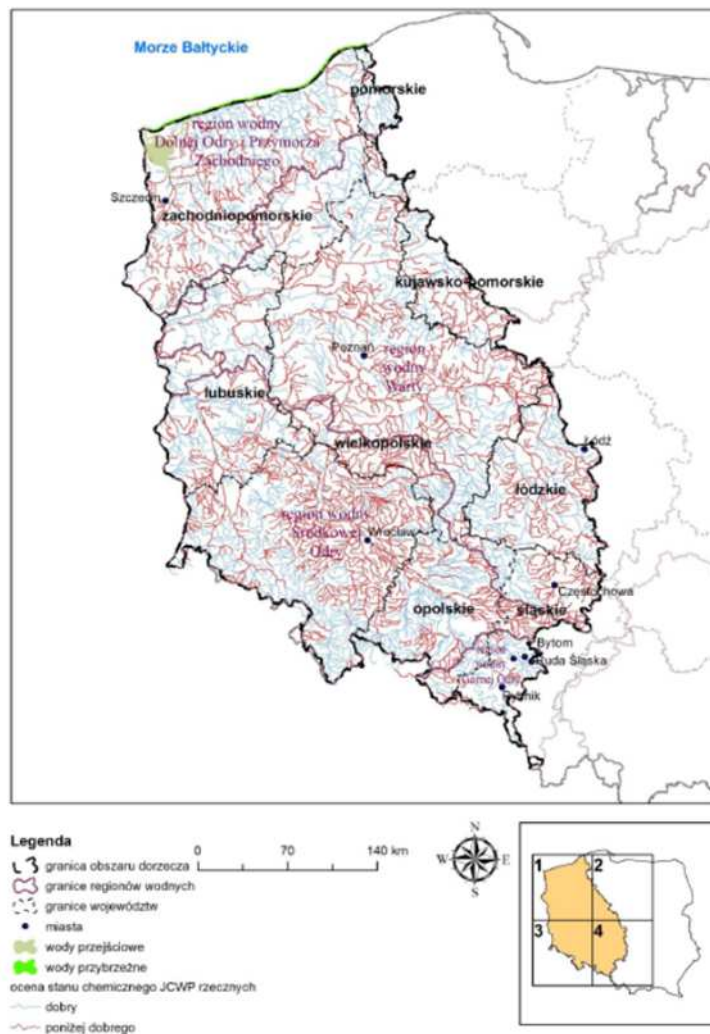 Morze Bałtyckie
pomorskie
region wodny
Dolnej Odry i Przymorza
Zachodniego
Szczecin
zachodniopomorskie
kujawsko-pomorskie
Poznań
region
wodny
Warty
lubuskie
wielkopolskie
Łódź
łódzkie
region wodny
Środkowej
Odry
Wrocław
Częstochowa
opolskie
śląskie
Bytom
Ruda Śląska
region
wodny
Górnej Odry
Rybnik
Legenda
granica obszaru dorzecza
0 70 140 km
granice regionów wodnych
granice województw
miasta
wody przejściowe
wody przybrzeżne
ocena stanu chemicznego JCWP rzecznych
dobry
poniżej dobrego
N
W E
S
1 2
3 4